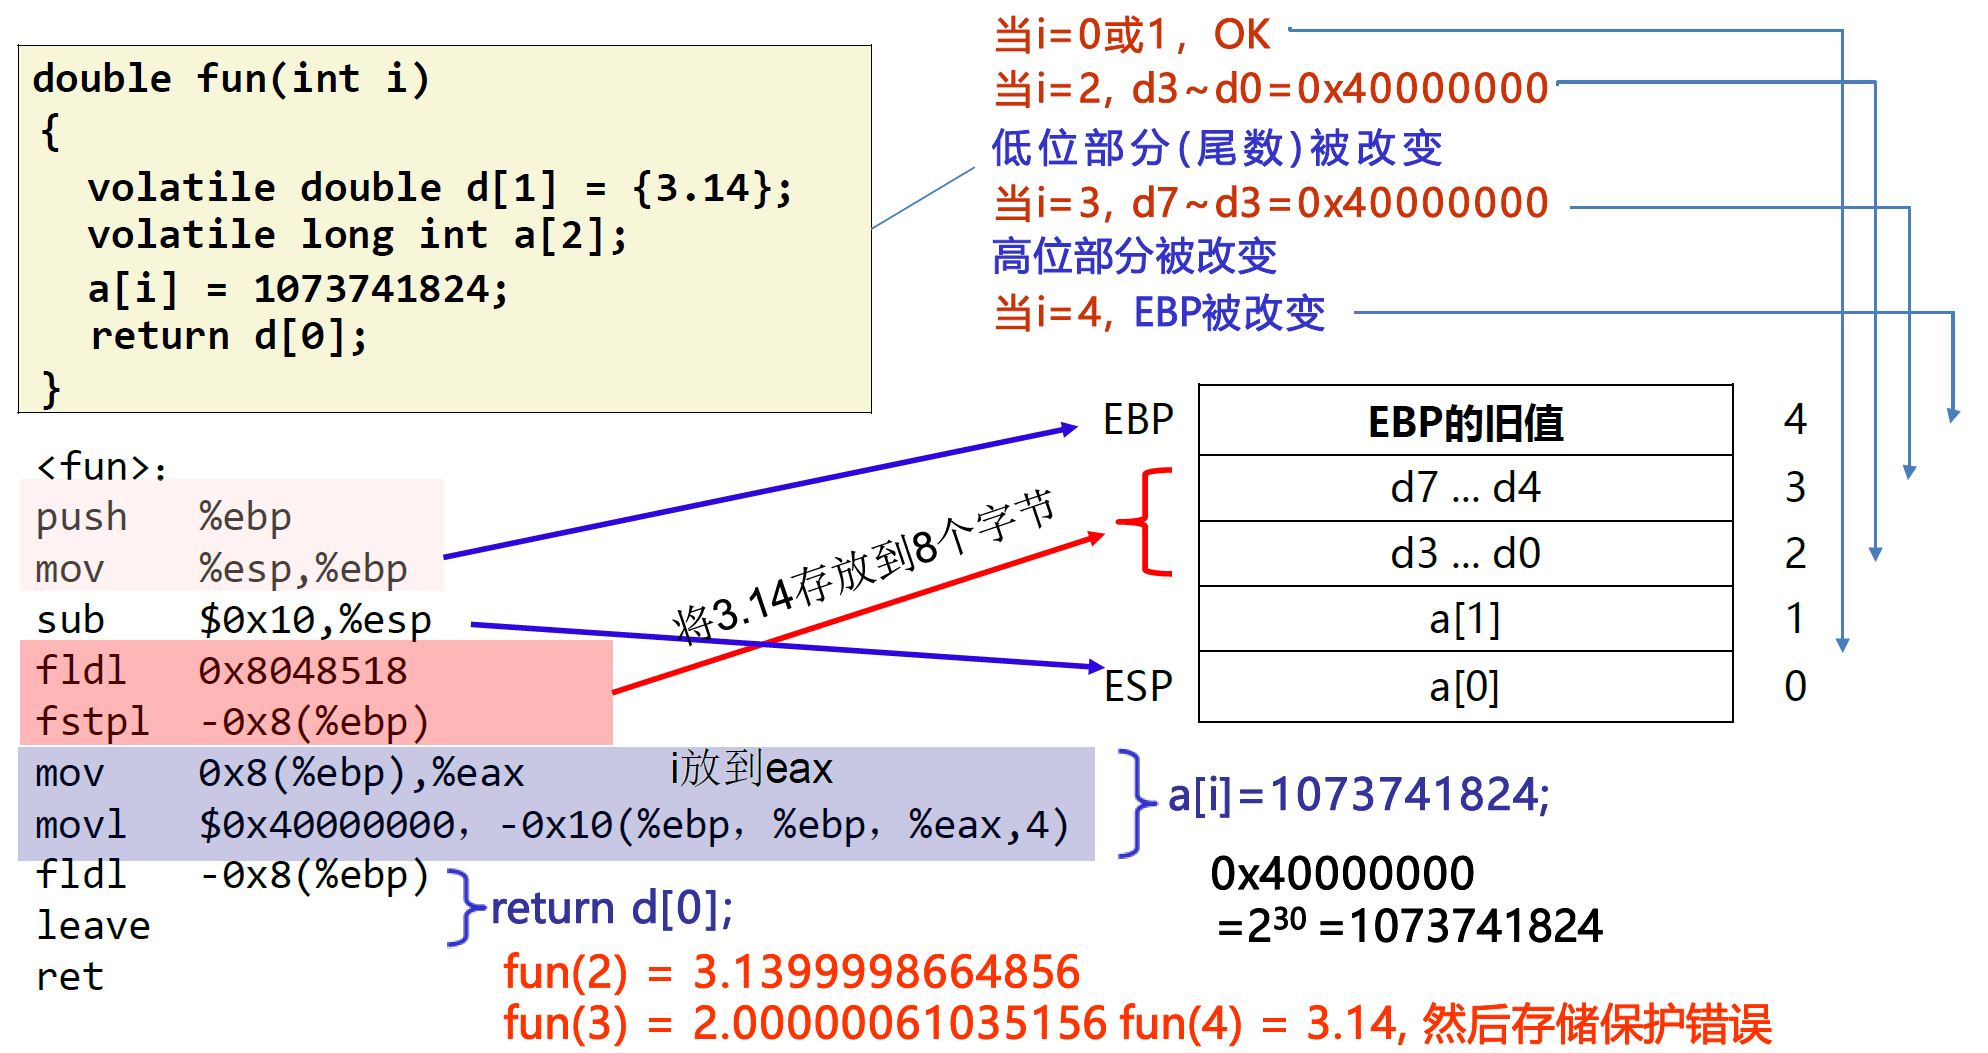 double fun(int i)
{
volatile double d[1] = {3.14};
volatile long int a[2];
a[i] = 1073741824;
return d[0];
}
当i=0或1, OK
当i=2, d3~d0=0x40000000
低位部分(尾数)被改变
当i=3, d7~d3=0x40000000
高位部分被改变
当i=4, EBP被改变
<fun>:
push %ebp
mov %esp,%ebp
sub $0x10,%esp
fldl 0x8048518
fstpl -0x8(%ebp)
mov 0x8(%ebp),%eax i放到eax
movl $0x40000000, -0x10(%ebp, %ebp, %eax,4)
fldl -0x8(%ebp)
leave
ret
将3.14存放到8个字节
EBP EBP的旧值 4
d7 … d4 3
d3 … d0 2
a[1] 1
ESP a[0] 0
a[i]=1073741824;
0x40000000
=2³⁰ =1073741824
return d[0];
fun(2) = 3.1399998664856
fun(3) = 2.00000061035156 fun(4) = 3.14, 然后存储保护错误